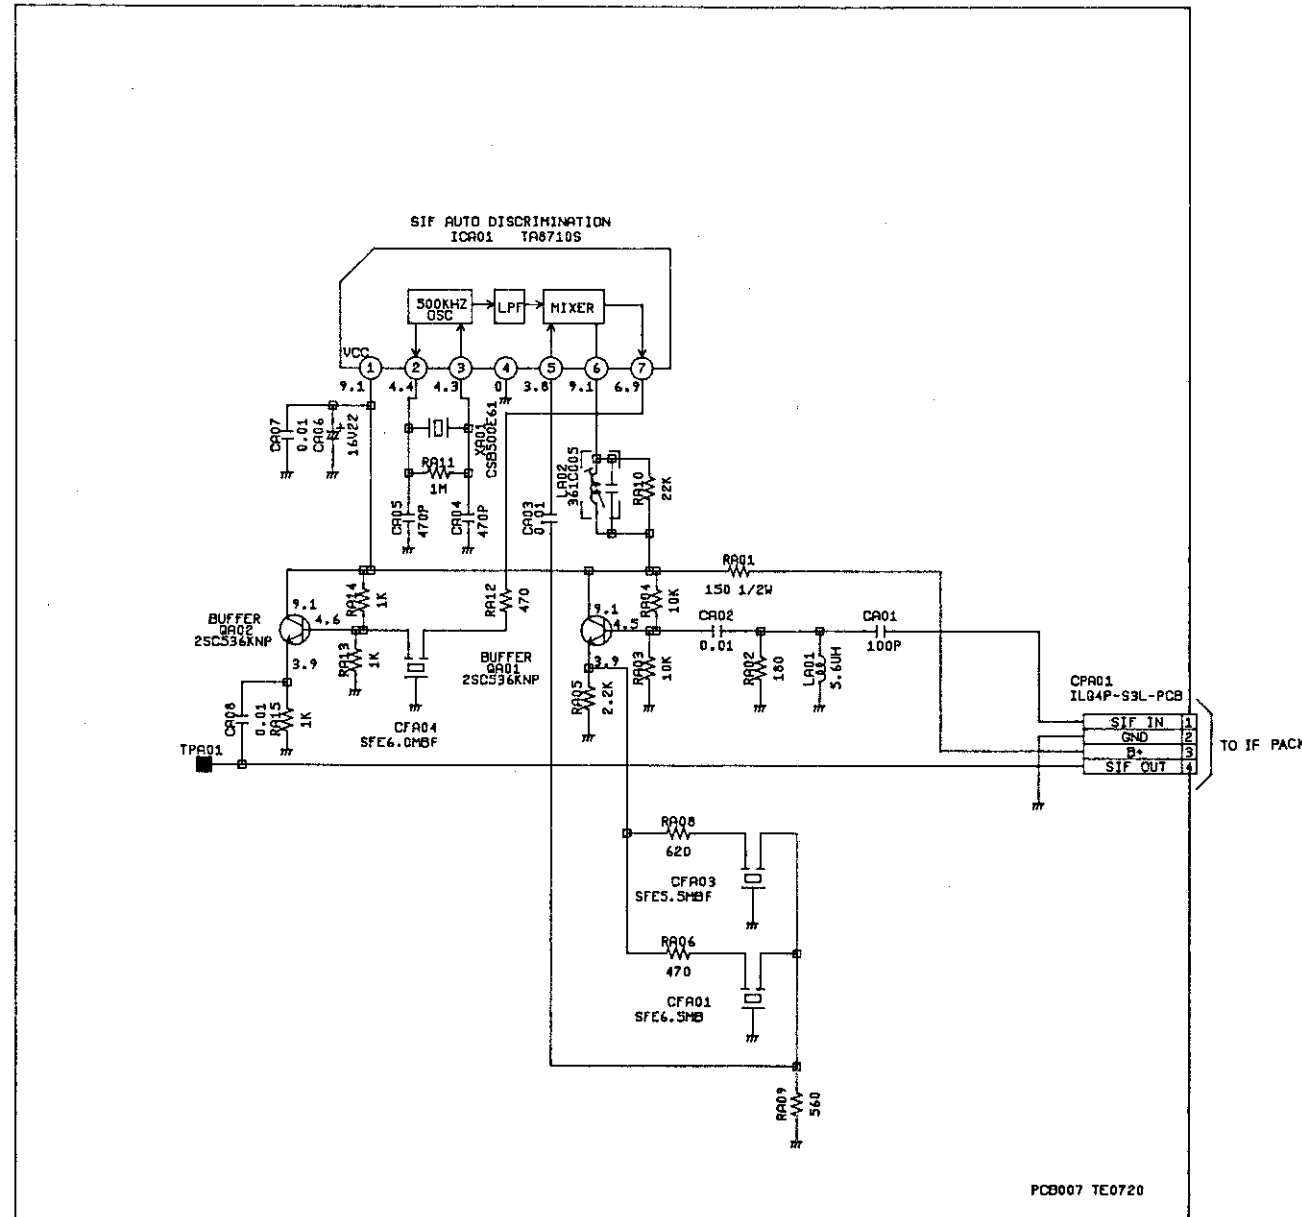 SIF AUTO DISCRIMINATION
ICA01 TA8710S
500KHZ
OSC
LPF
MIXER
VCC
1 2 3 4 5 6 7
9.1 4.4 4.3 0 3.8 9.1 6.9
CA07
0.01
CA06
16V22
+
XA01
CSB500E61
RA11
1M
CA05
470P
CA04
470P
CA03
0.01
LA02
361C005
RA10
22K
RA01
150 1/2W
RA14
1K
RA12
470
RA04
10K
9.1
4.6
BUFFER
QA02
2SC536KNP
3.9
RA13
1K
BUFFER
QA01
2SC536KNP
9.1
4.5
3.9
RA03
10K
CA02
0.01
RA02
180
LA01
5.6UH
CA01
100P
RA05
2.2K
CA08
0.01
RA15
1K
CFA04
SFE6.0MBF
TPA01
CPA01
ILQ4P-S3L-PCB
SIF IN 1
GND 2
B+ 3
SIF OUT 4
TO IF PACK
RA08
620
CFA03
SFE5.5MBF
RA06
470
CFA01
SFE6.5MB
RA09
560
PCB007 TE0720